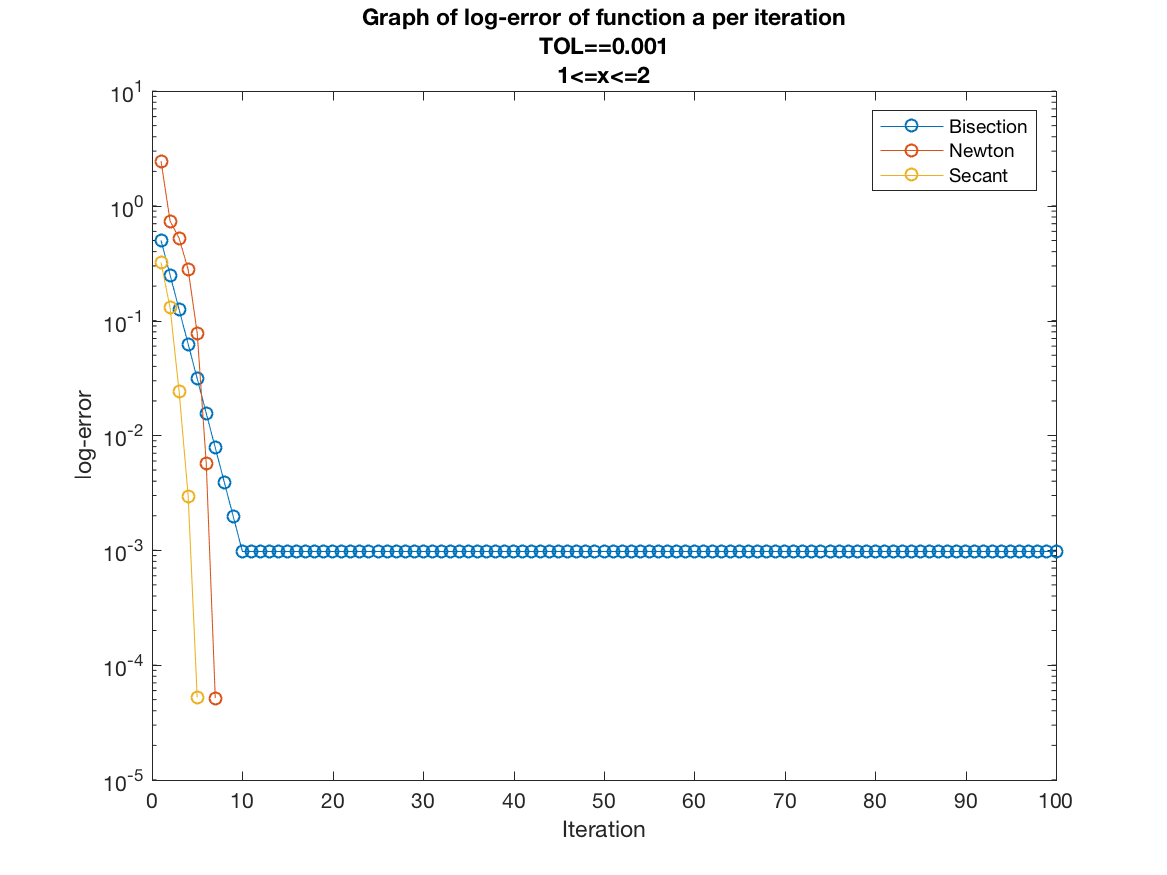 Graph of log-error of function a per iteration
TOL==0.001
1<=x<=2
Bisection
Newton
Secant
log-error
10^1
10^0
10^-1
10^-2
10^-3
10^-4
10^-5
0 10 20 30 40 50 60 70 80 90 100
Iteration